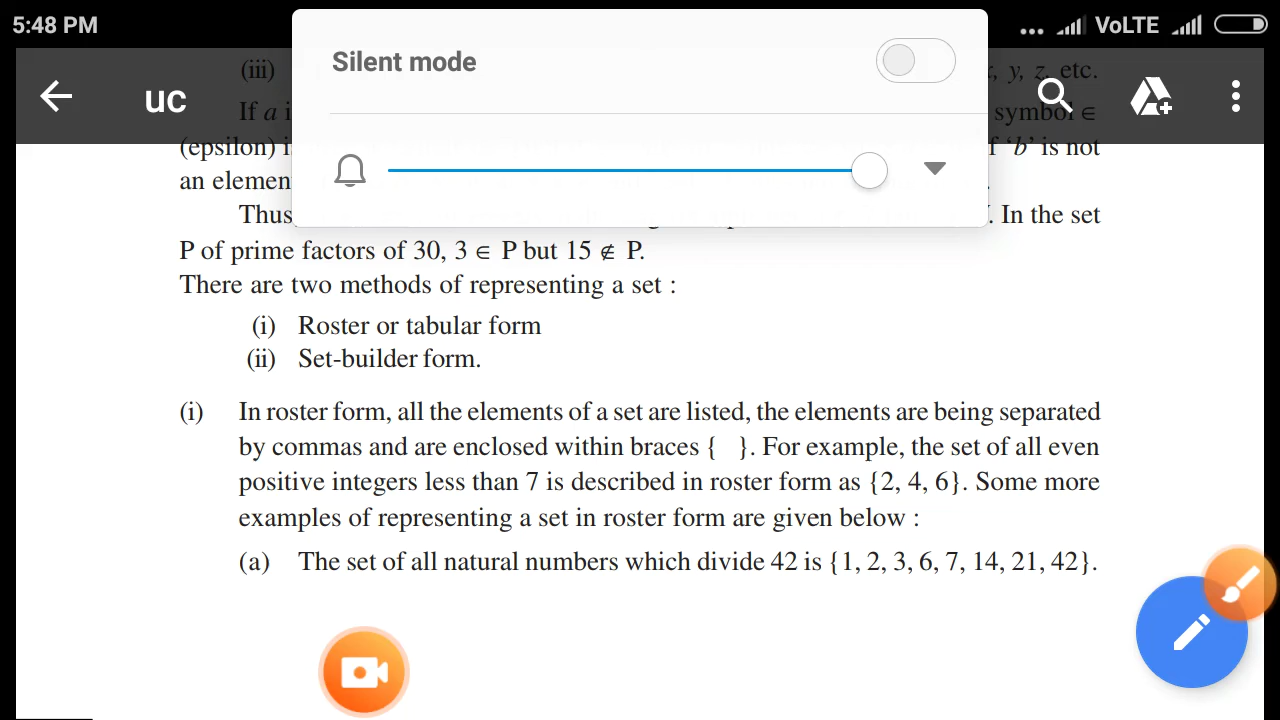 5:48 PM
... VoLTE
Silent mode
uc
(iii) x, y, z, etc.
If a i symbol ∈
(epsilon) i f ‘b’ is not
an elemen
Thus . In the set
P of prime factors of 30, 3 ∈ P but 15 ∉ P.
There are two methods of representing a set :
(i) Roster or tabular form
(ii) Set-builder form.
(i) In roster form, all the elements of a set are listed, the elements are being separated
by commas and are enclosed within braces { }. For example, the set of all even
positive integers less than 7 is described in roster form as {2, 4, 6}. Some more
examples of representing a set in roster form are given below :
(a) The set of all natural numbers which divide 42 is {1, 2, 3, 6, 7, 14, 21, 42}.